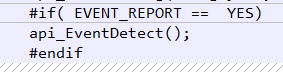 #if( EVENT_REPORT ==  YES)
api_EventDetect();
#endif